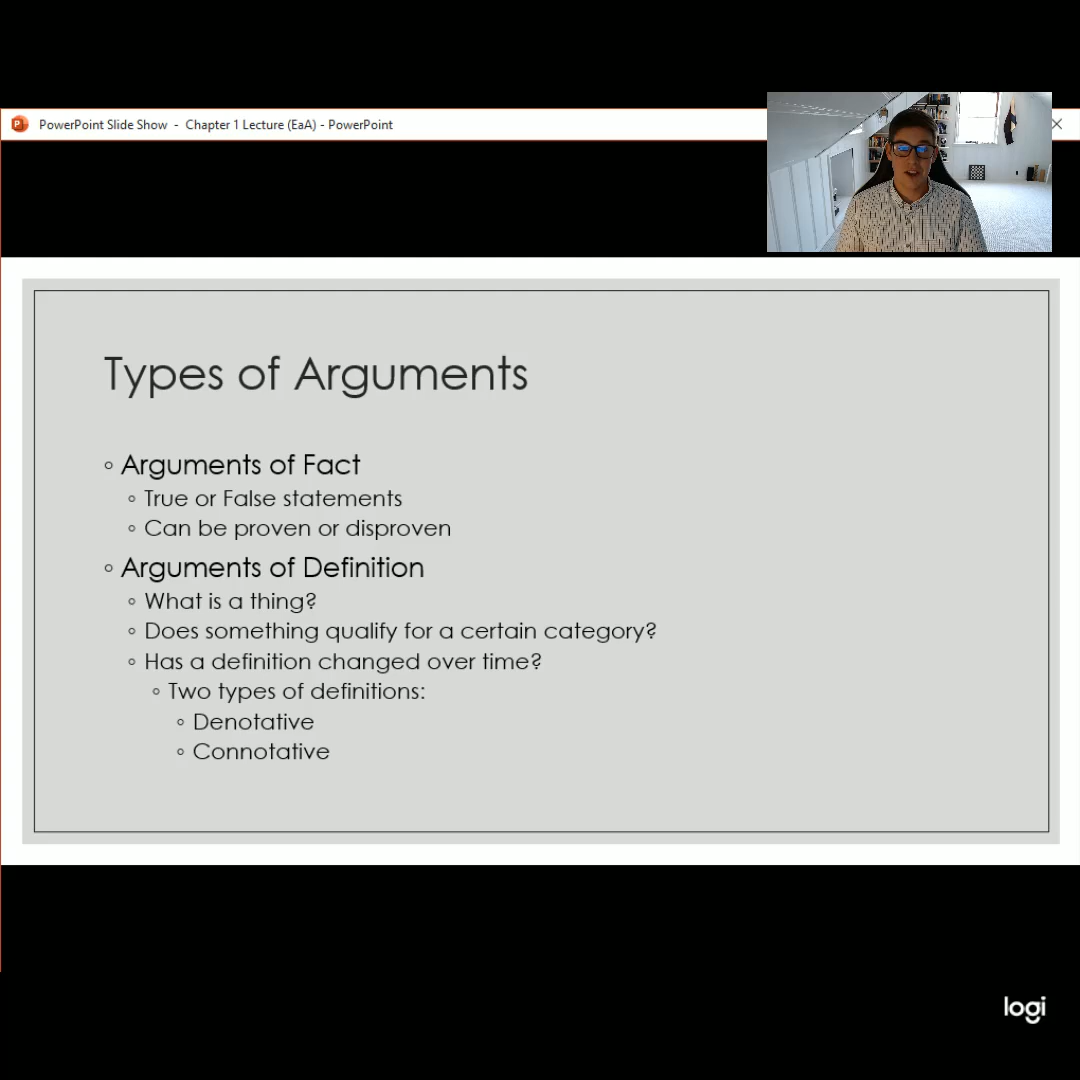 PowerPoint Slide Show - Chapter 1 Lecture (EaA) - PowerPoint
Types of Arguments
◦ Arguments of Fact
◦ True or False statements
◦ Can be proven or disproven
◦ Arguments of Definition
◦ What is a thing?
◦ Does something qualify for a certain category?
◦ Has a definition changed over time?
◦ Two types of definitions:
◦ Denotative
◦ Connotative
logi